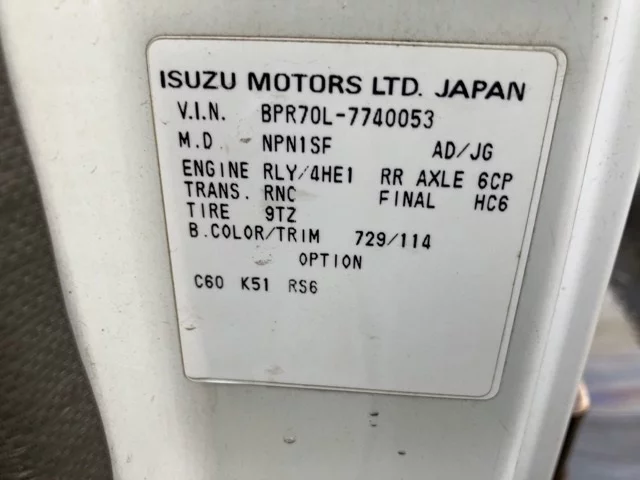 ISUZU MOTORS LTD. JAPAN
V.I.N. BPR70L-7740053
M.D NPN1SF AD/JG
ENGINE RLY/4HE1 RR AXLE 6CP
TRANS. RNC FINAL HC6
TIRE 9TZ
B.COLOR/TRIM 729/114
OPTION
C60 K51 RS6